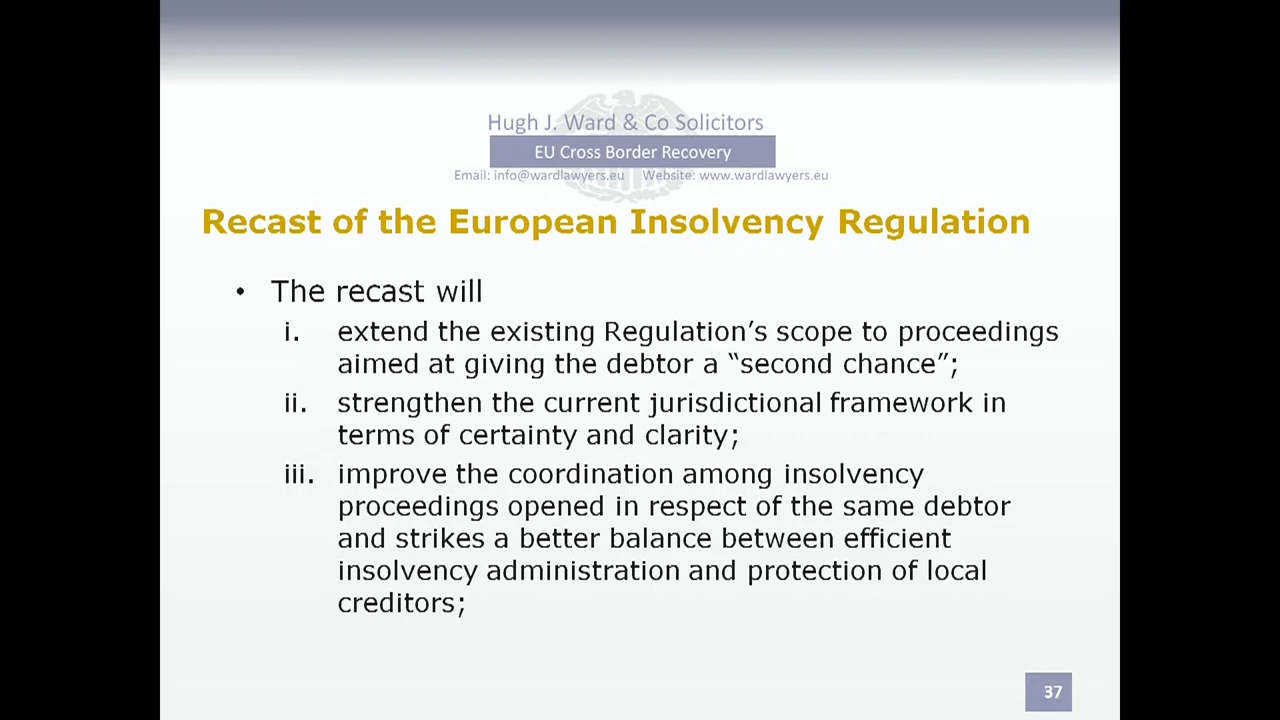 Hugh J. Ward & Co Solicitors
EU Cross Border Recovery
Email: info@wardlawyers.eu Website: www.wardlawyers.eu
Recast of the European Insolvency Regulation
• The recast will
i. extend the existing Regulation’s scope to proceedings
aimed at giving the debtor a “second chance”;
ii. strengthen the current jurisdictional framework in
terms of certainty and clarity;
iii. improve the coordination among insolvency
proceedings opened in respect of the same debtor
and strikes a better balance between efficient
insolvency administration and protection of local
creditors;
37